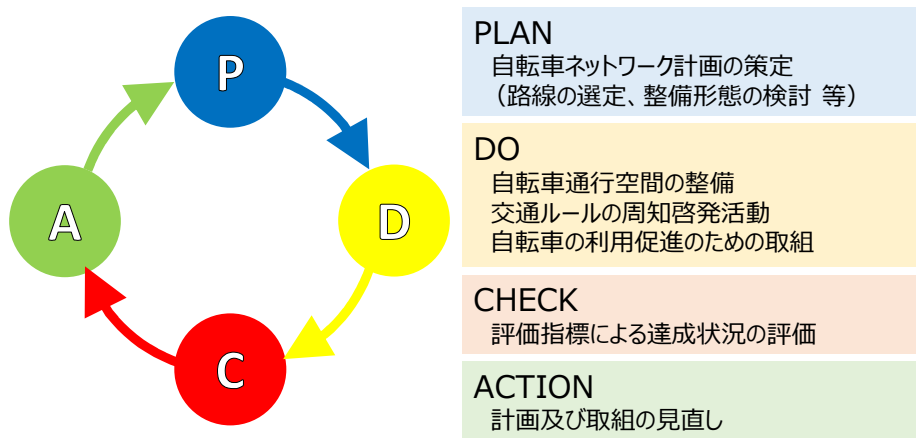 P
D
C
A
PLAN
自転車ネットワーク計画の策定
（路線の選定、整備形態の検討 等）
DO
自転車通行空間の整備
交通ルールの周知啓発活動
自転車の利用促進のための取組
CHECK
評価指標による達成状況の評価
ACTION
計画及び取組の見直し